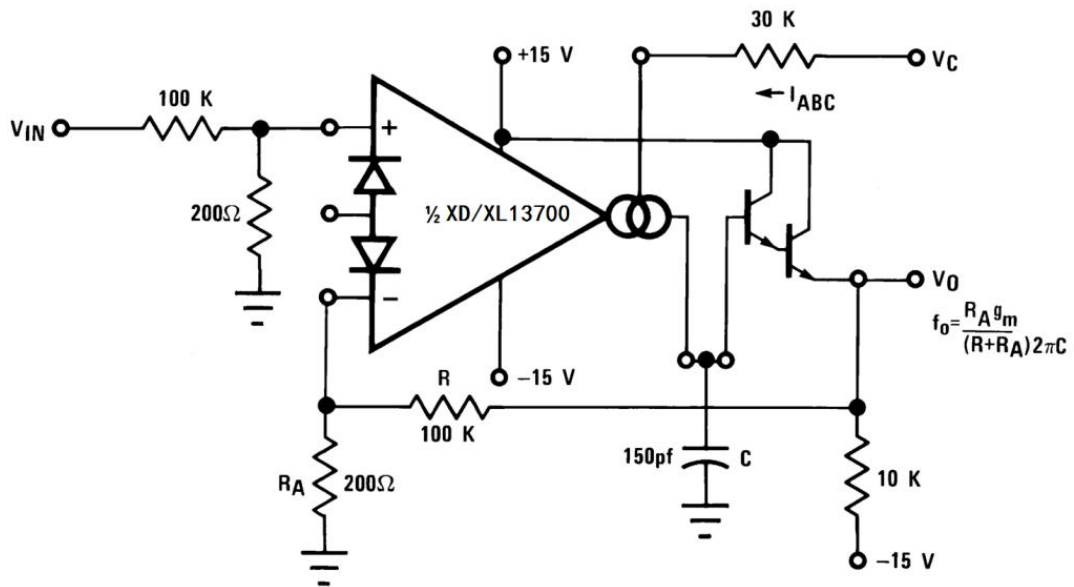 30 K
+15 V
V_C
← I_ABC
100 K
V_IN
+
200Ω
½ XD/XL13700
−
V_O
f_o = R_A g_m / (R+R_A) 2πC
−15 V
R
100 K
150pf
C
10 K
R_A
200Ω
−15 V